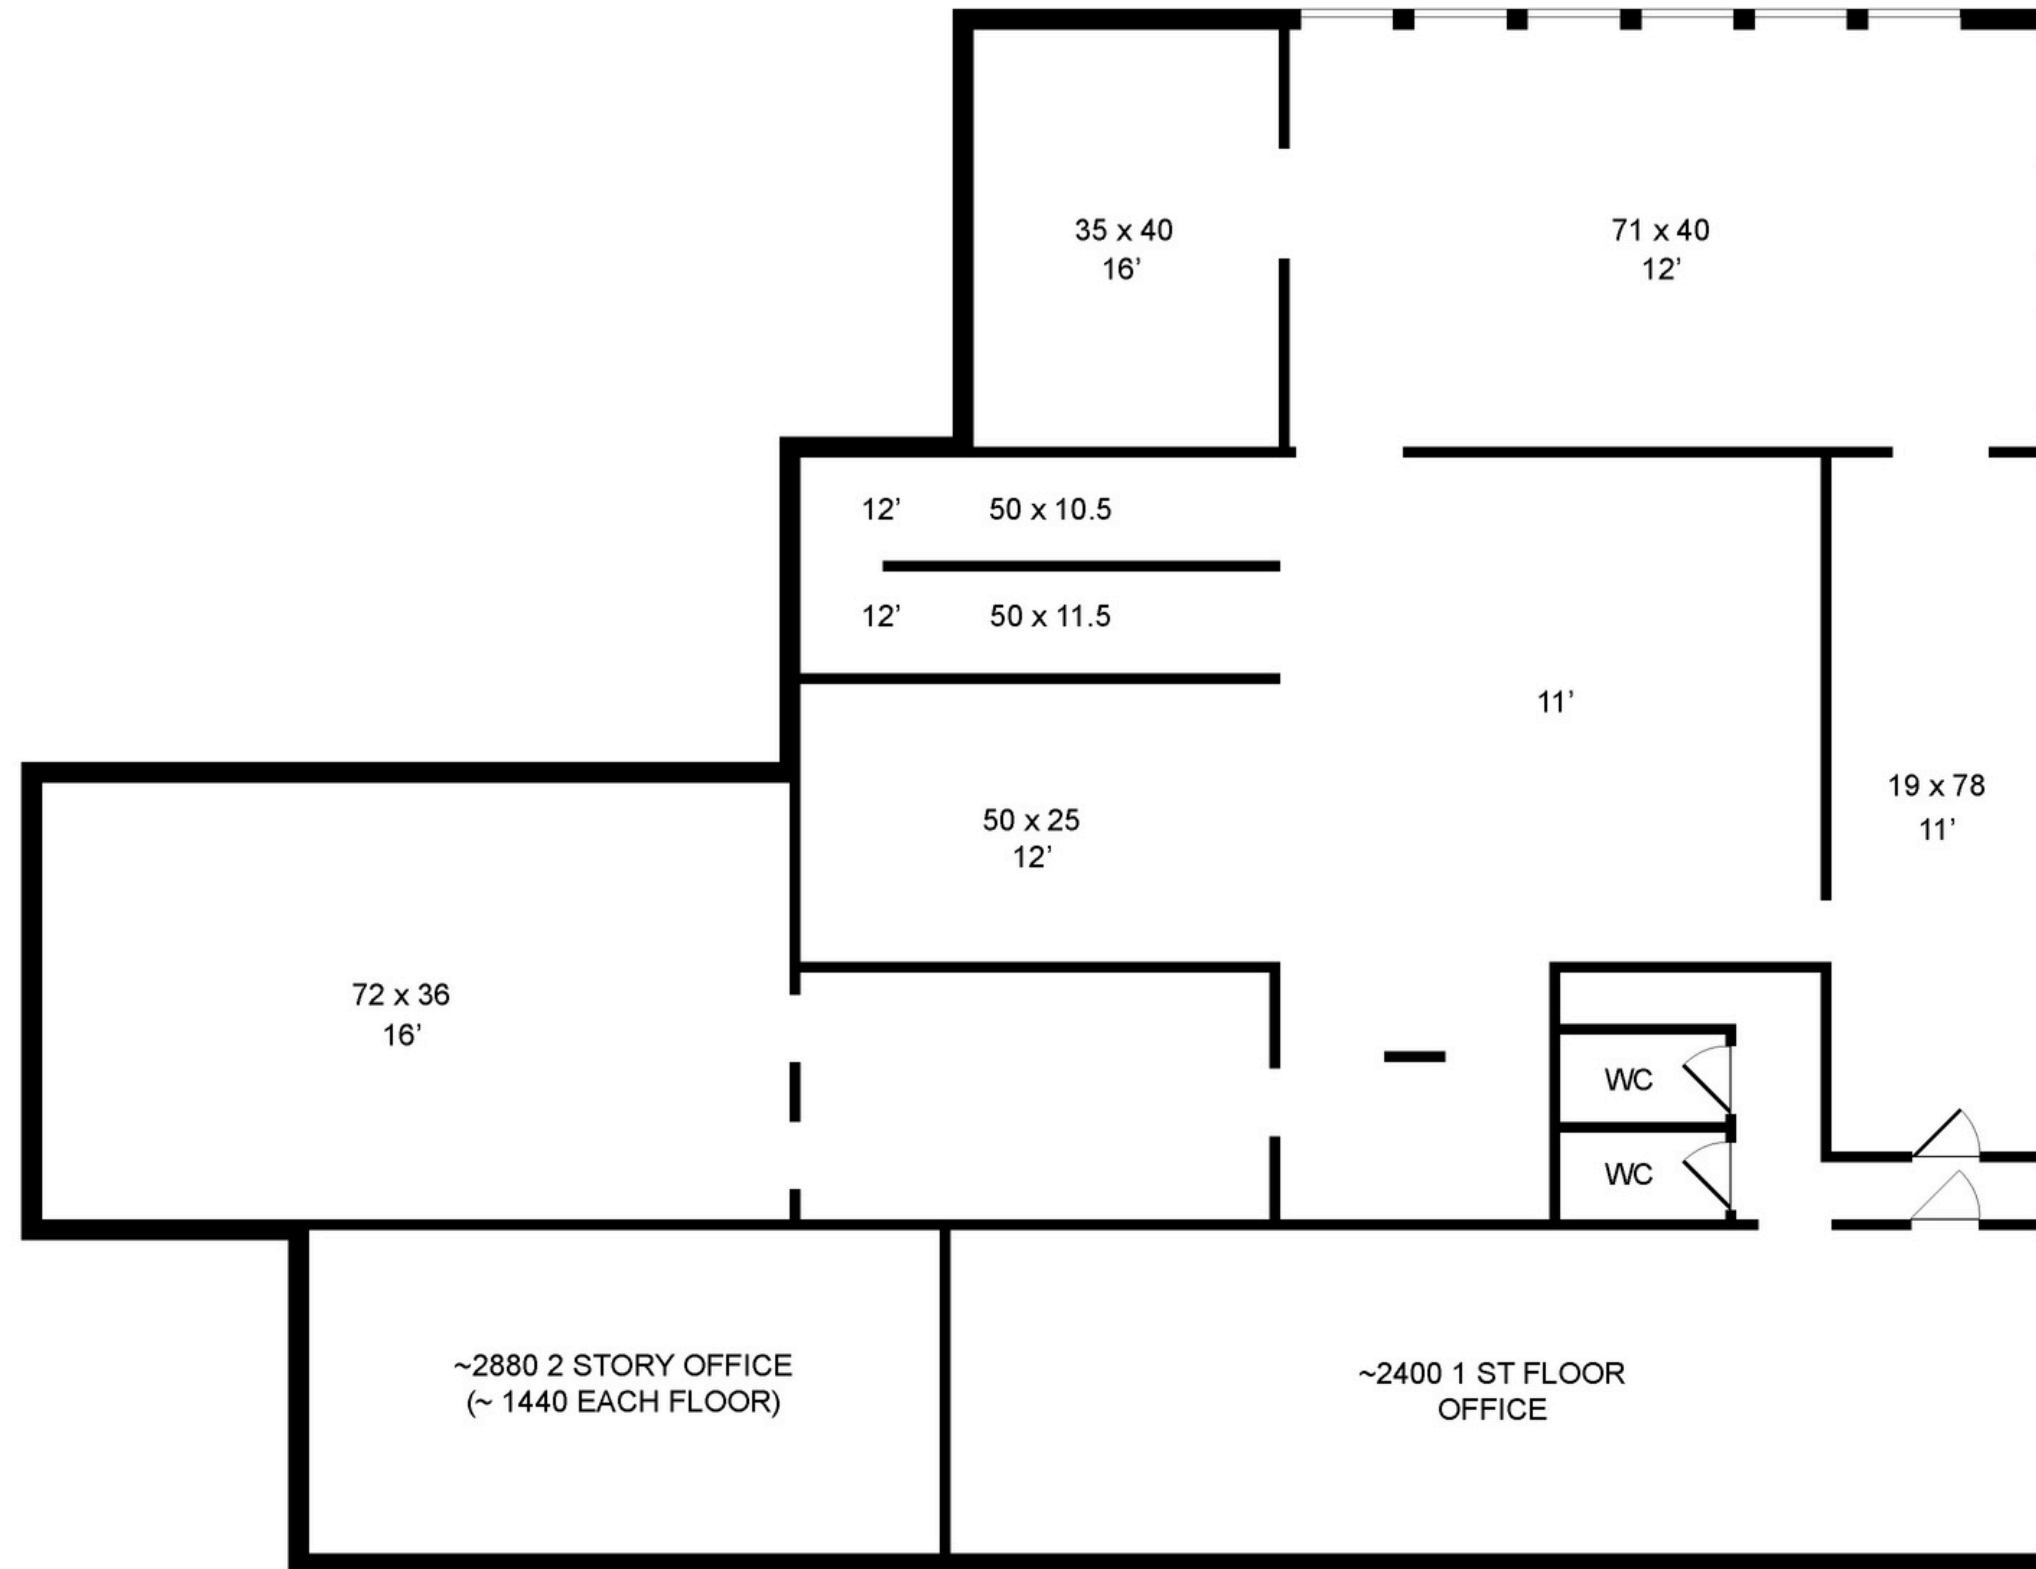 35 x 40
16’
71 x 40
12’
12’ 50 x 10.5
12’ 50 x 11.5
11’
19 x 78
11’
50 x 25
12’
72 x 36
16’
WC
WC
~2880 2 STORY OFFICE
(~ 1440 EACH FLOOR)
~2400 1 ST FLOOR
OFFICE